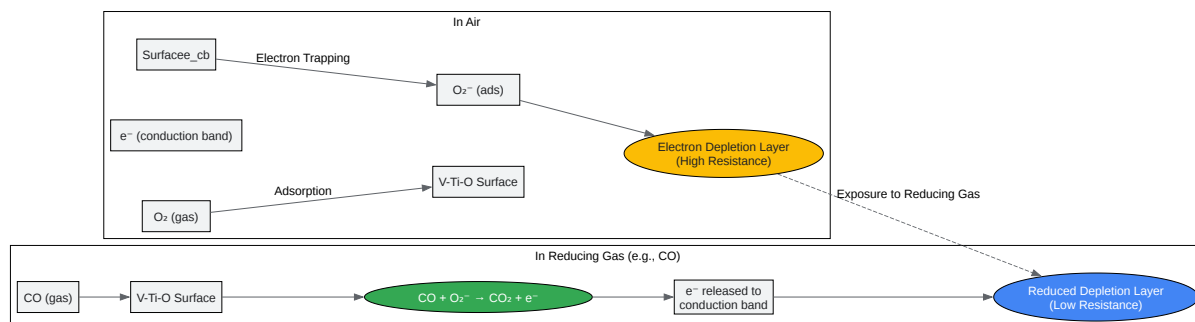 In Air
Surfacee_cb
Electron Trapping
O₂⁻ (ads)
e⁻ (conduction band)
Electron Depletion Layer
(High Resistance)
V-Ti-O Surface
Adsorption
O₂ (gas)
Exposure to Reducing Gas
In Reducing Gas (e.g., CO)
CO (gas)
V-Ti-O Surface
CO + O₂⁻ → CO₂ + e⁻
e⁻ released to
conduction band
Reduced Depletion Layer
(Low Resistance)